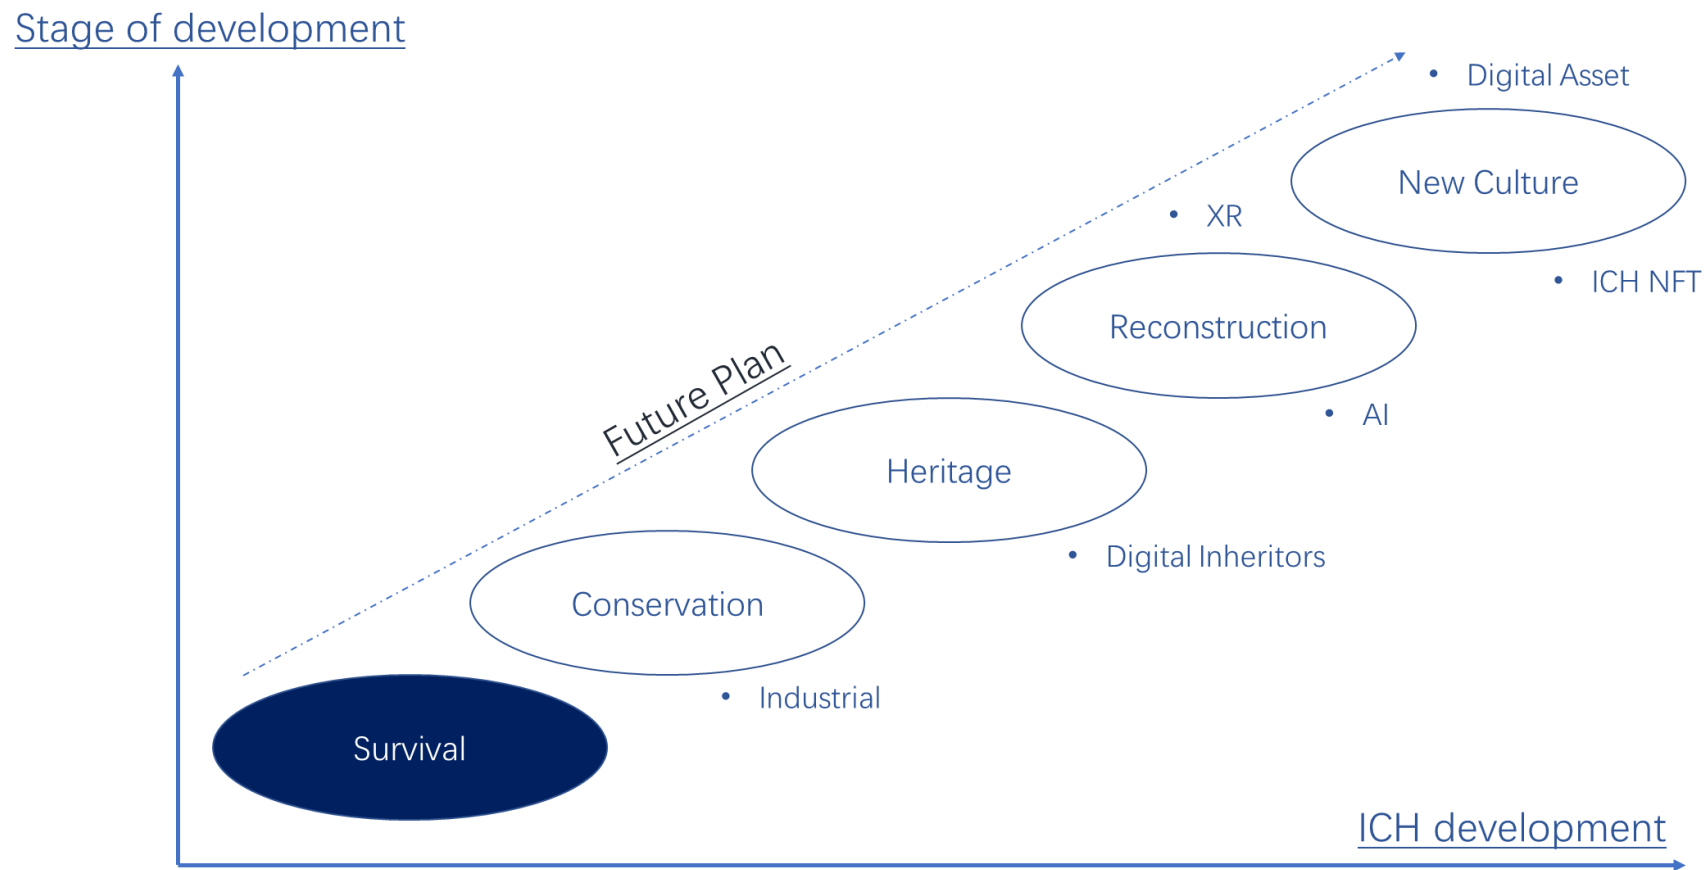 Stage of development
• Digital Asset
New Culture
• XR
• ICH NFT
Reconstruction
Future Plan
• AI
Heritage
• Digital Inheritors
Conservation
• Industrial
Survival
ICH development